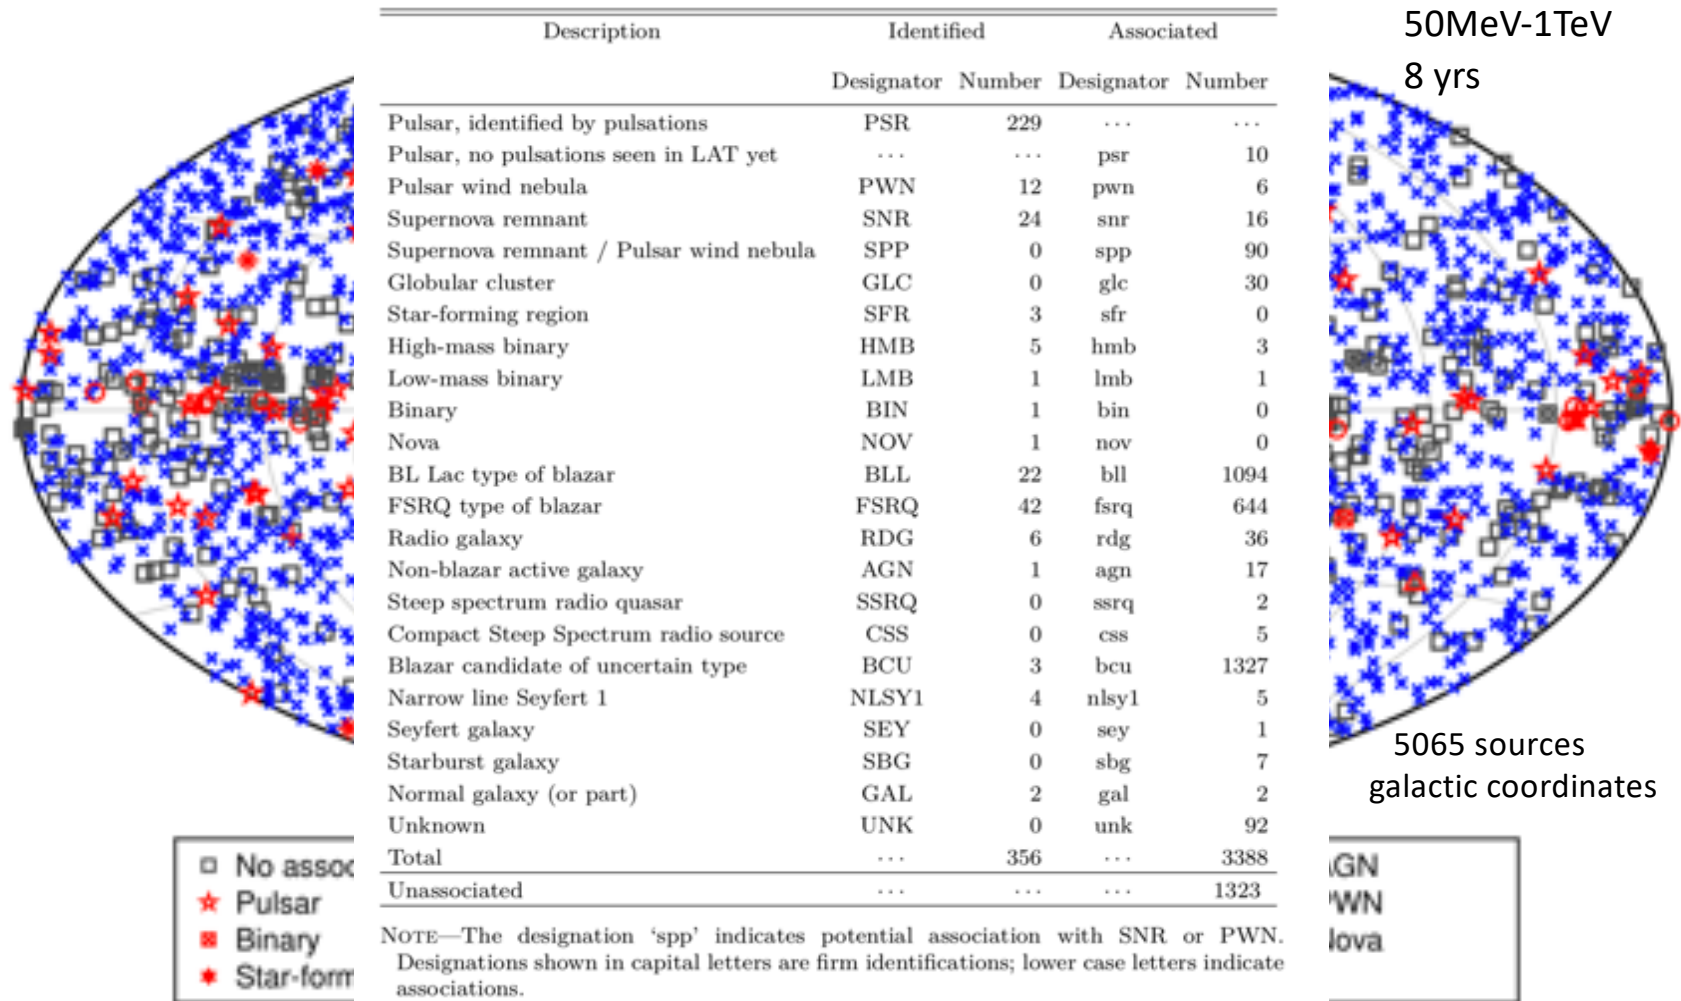 Description Identified Associated
Designator Number Designator Number
Pulsar, identified by pulsations PSR 229 ··· ···
Pulsar, no pulsations seen in LAT yet ··· ··· psr 10
Pulsar wind nebula PWN 12 pwn 6
Supernova remnant SNR 24 snr 16
Supernova remnant / Pulsar wind nebula SPP 0 spp 90
Globular cluster GLC 0 glc 30
Star-forming region SFR 3 sfr 0
High-mass binary HMB 5 hmb 3
Low-mass binary LMB 1 lmb 1
Binary BIN 1 bin 0
Nova NOV 1 nov 0
BL Lac type of blazar BLL 22 bll 1094
FSRQ type of blazar FSRQ 42 fsrq 644
Radio galaxy RDG 6 rdg 36
Non-blazar active galaxy AGN 1 agn 17
Steep spectrum radio quasar SSRQ 0 ssrq 2
Compact Steep Spectrum radio source CSS 0 css 5
Blazar candidate of uncertain type BCU 3 bcu 1327
Narrow line Seyfert 1 NLSY1 4 nlsy1 5
Seyfert galaxy SEY 0 sey 1
Starburst galaxy SBG 0 sbg 7
Normal galaxy (or part) GAL 2 gal 2
Unknown UNK 0 unk 92
Total ··· 356 ··· 3388
Unassociated ··· ··· ··· 1323
NOTE—The designation 'spp' indicates potential association with SNR or PWN.
Designations shown in capital letters are firm identifications; lower case letters indicate
associations.
50MeV-1TeV
8 yrs
5065 sources
galactic coordinates
No
Pulsar
Binary